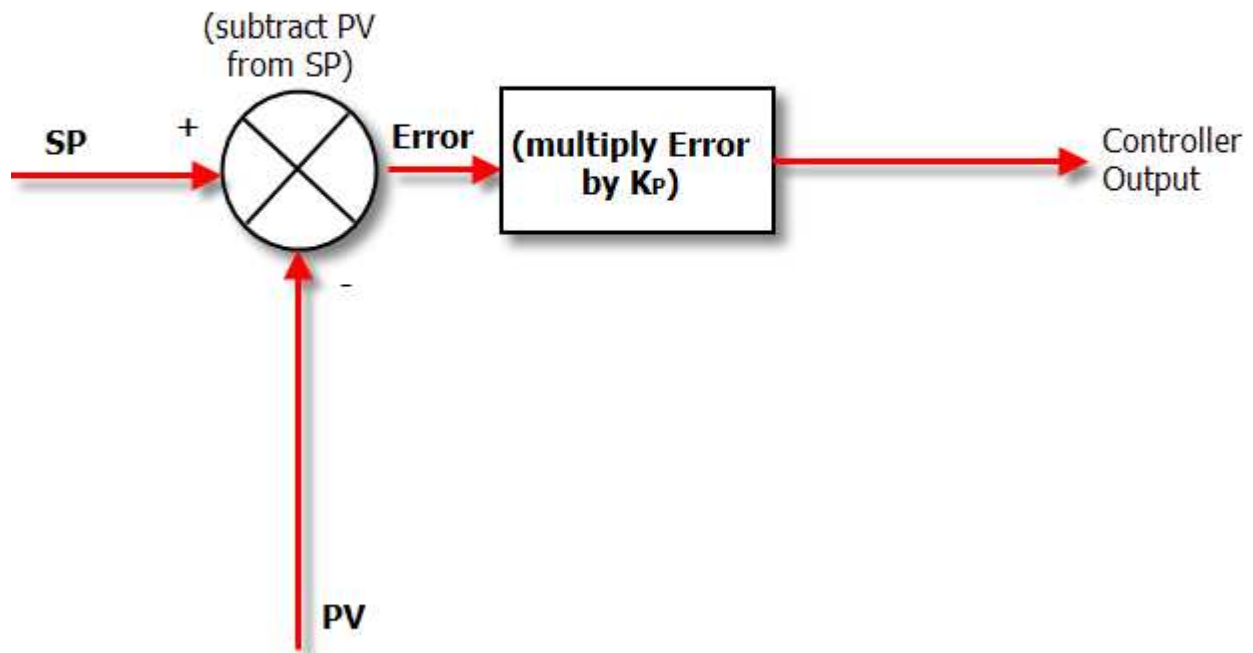 (subtract PV
from SP)
SP
+
Error
(multiply Error
by KP)
Controller
Output
-
PV